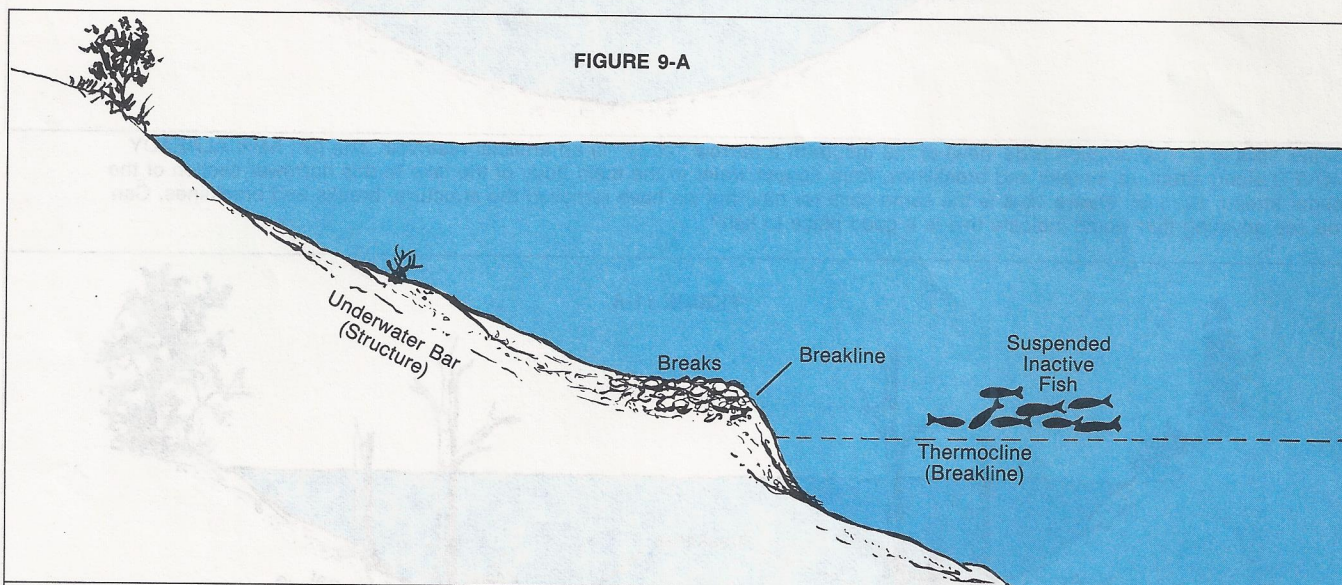 FIGURE 9-A
Underwater Bar
(Structure)
Breaks
Breakline
Suspended
Inactive
Fish
Thermocline
(Breakline)